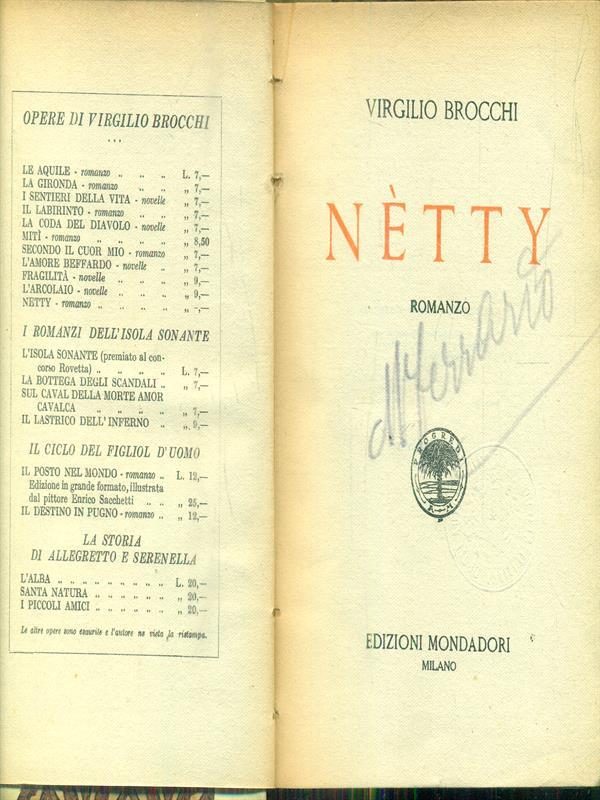 OPERE DI VIRGILIO BROCCHI
...
LE AQUILE - romanzo „ „ „ L. 7,—
LA GIRONDA - romanzo „ „ „ 7,—
I SENTIERI DELLA VITA - novelle „ 7,—
IL LABIRINTO - romanzo „ „ „ 7,—
LA CODA DEL DIAVOLO - novelle „ 7,—
MITÌ - romanzo „ „ „ „ „ 8,50
SECONDO IL CUOR MIO - romanzo „ 7,—
L'AMORE BEFFARDO - novelle „ „ 7,—
FRAGILITÀ - novelle „ „ „ 9,—
L'ARCOLAIO - novelle „ „ „ 9,—
NETTY - romanzo „ „ „ „ „ -,—
I ROMANZI DELL'ISOLA SONANTE
L'ISOLA SONANTE (premiato al con-
corso Rovetta) „ „ „ „ L. 7,—
LA BOTTEGA DEGLI SCANDALI „ „ 7,—
SUL CAVAL DELLA MORTE AMOR
CAVALCA „ „ „ „ „ 7,—
IL LASTRICO DELL'INFERNO „ „ 9,—
IL CICLO DEL FIGLIOL D'UOMO
IL POSTO NEL MONDO - romanzo „ L. 12,—
Edizione in grande formato, illustrata
dal pittore Enrico Sacchetti „ „ „ 25,—
IL DESTINO IN PUGNO - romanzo „ „ 12,—
LA STORIA
DI ALLEGRETTO E SERENELLA
L'ALBA „ „ „ „ „ „ „ „ „ L. 20,—
SANTA NATURA „ „ „ „ „ „ „ 20,—
I PICCOLI AMICI „ „ „ „ „ „ „ 20,—
Le altre opere sono esaurite e l'autore ne vieta la ristampa.
VIRGILIO BROCCHI
NÈTTY
ROMANZO
Ferrario
PROGREDI
A M
EDIZIONI MONDADORI
MILANO